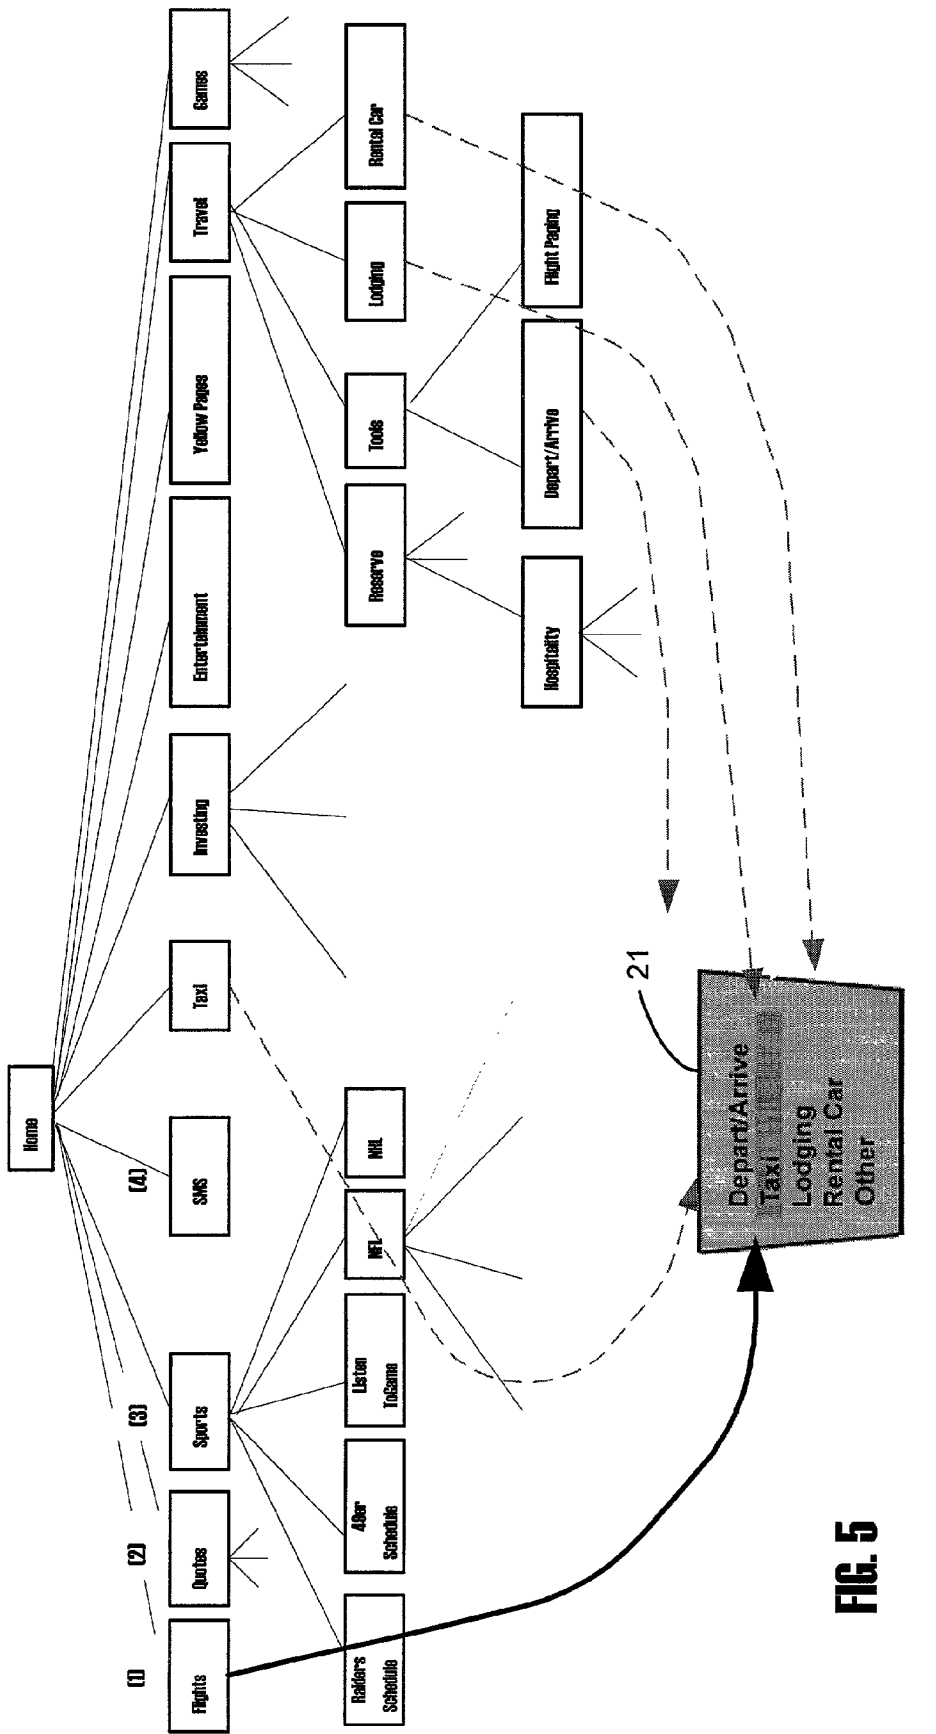 Home
(1)
(2)
(3)
(4)
Flights
Quotes
Sports
SMS
Taxi
Investing
Entertainment
Yellow Pages
Travel
Games
Raiders
Schedule
49er
Schedule
Listen
ToGame
NFL
NHL
Reserve
Tools
Lodging
Rental Car
Hospitality
Depart/Arrive
Flight Paging
21
Depart/Arrive
Taxi
Lodging
Rental Car
Other
FIG. 5